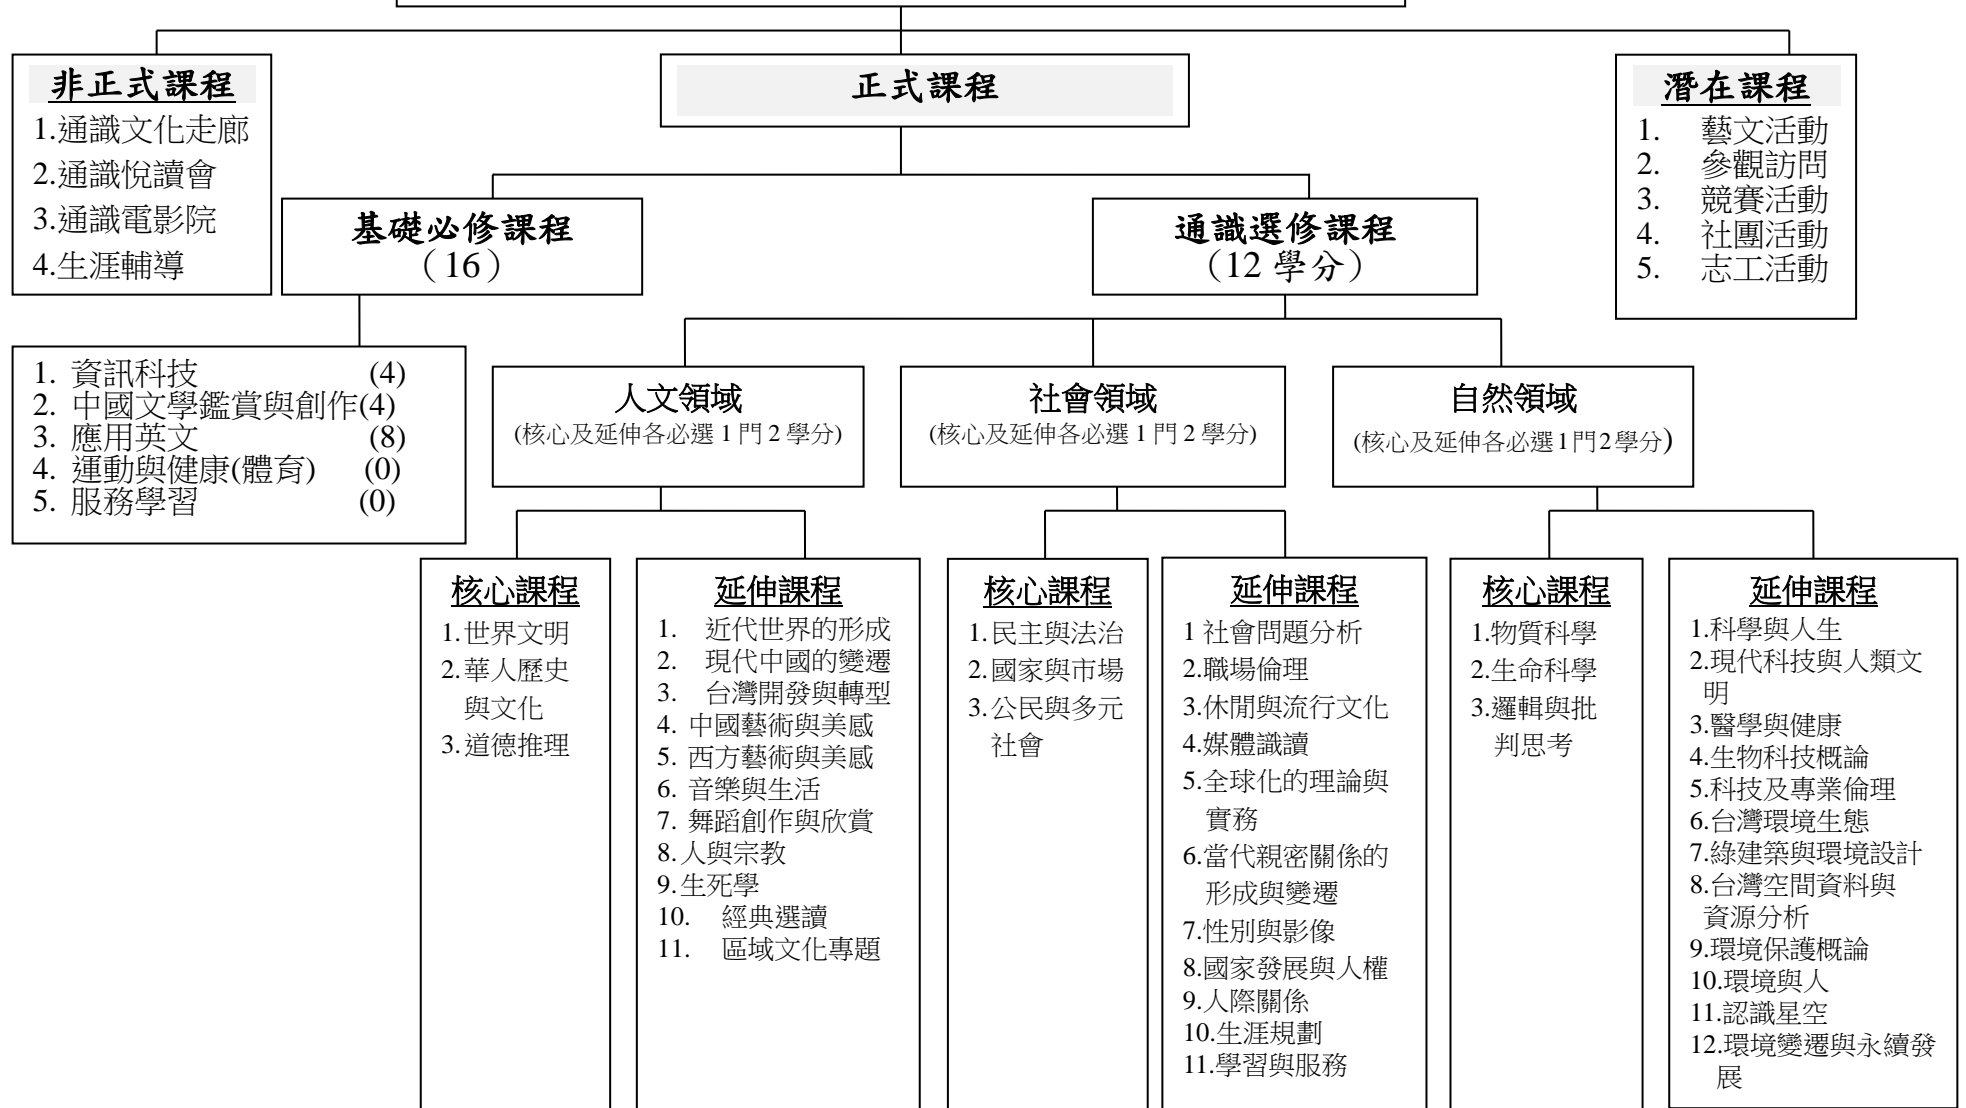 非正式課程
1.通識文化走廊
2.通識悅讀會
3.通識電影院
4.生涯輔導
正式課程
潛在課程
1. 藝文活動
2. 參觀訪問
3. 競賽活動
4. 社團活動
5. 志工活動
基礎必修課程
（16）
通識選修課程
（12 學分）
1. 資訊科技 (4)
2. 中國文學鑑賞與創作(4)
3. 應用英文 (8)
4. 運動與健康(體育) (0)
5. 服務學習 (0)
人文領域
(核心及延伸各必選 1 門 2 學分)
社會領域
(核心及延伸各必選 1 門 2 學分)
自然領域
(核心及延伸各必選 1 門 2 學分)
核心課程
1.世界文明
2.華人歷史
與文化
3.道德推理
延伸課程
1. 近代世界的形成
2. 現代中國的變遷
3. 台灣開發與轉型
4. 中國藝術與美感
5. 西方藝術與美感
6. 音樂與生活
7. 舞蹈創作與欣賞
8.人與宗教
9.生死學
10. 經典選讀
11. 區域文化專題
核心課程
1.民主與法治
2.國家與市場
3.公民與多元
社會
延伸課程
1 社會問題分析
2.職場倫理
3.休閒與流行文化
4.媒體識讀
5.全球化的理論與
實務
6.當代親密關係的
形成與變遷
7.性別與影像
8.國家發展與人權
9.人際關係
10.生涯規劃
11.學習與服務
核心課程
1.物質科學
2.生命科學
3.邏輯與批
判思考
延伸課程
1.科學與人生
2.現代科技與人類文
明
3.醫學與健康
4.生物科技概論
5.科技及專業倫理
6.台灣環境生態
7.綠建築與環境設計
8.台灣空間資料與
資源分析
9.環境保護概論
10.環境與人
11.認識星空
12.環境變遷與永續發
展